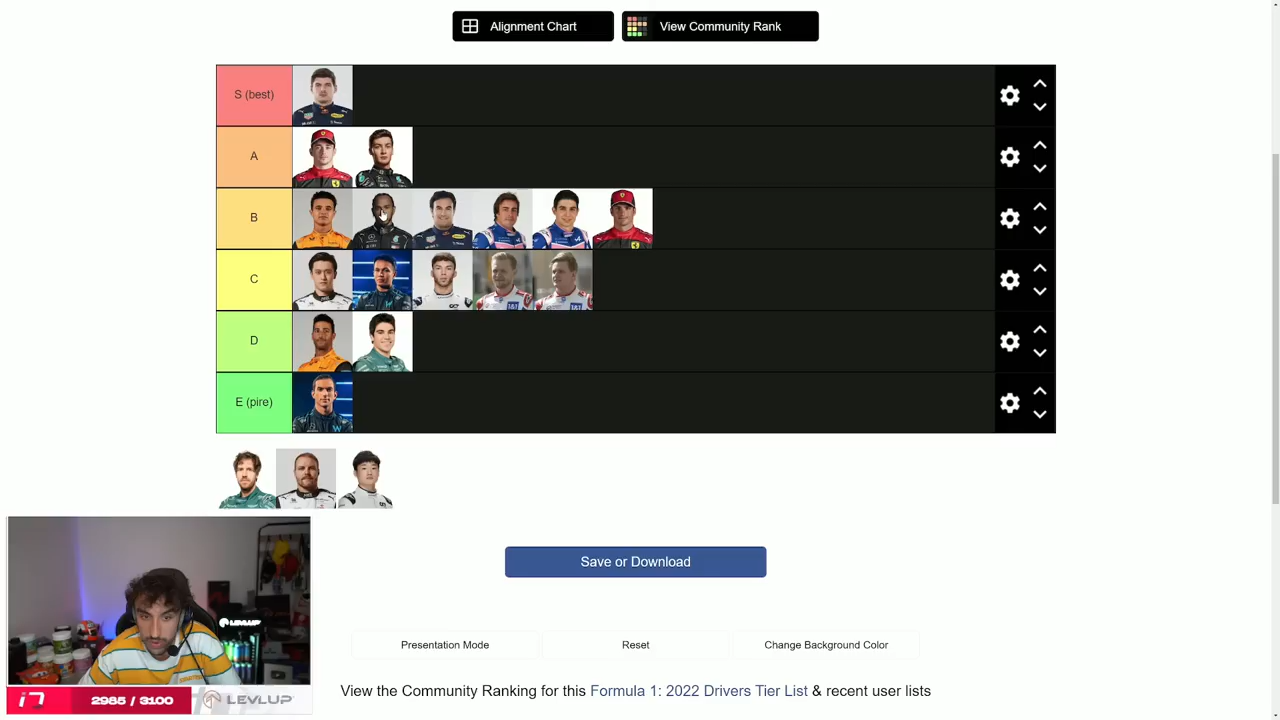 Alignment Chart
View Community Rank
S (best)
A
B
C
D
E (pire)
Save or Download
LEVLUP
Presentation Mode
Reset
Change Background Color
2985 / 3100
LEVLUP
View the Community Ranking for this Formula 1: 2022 Drivers Tier List & recent user lists